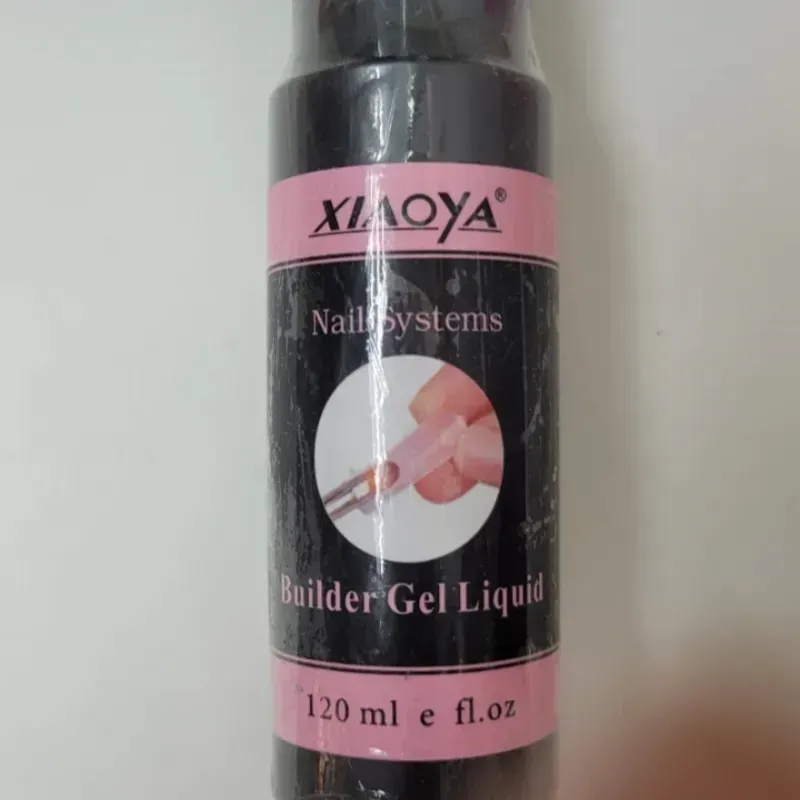 XIAOYA®
Nail Systems
Builder Gel Liquid
120 ml e fl.oz